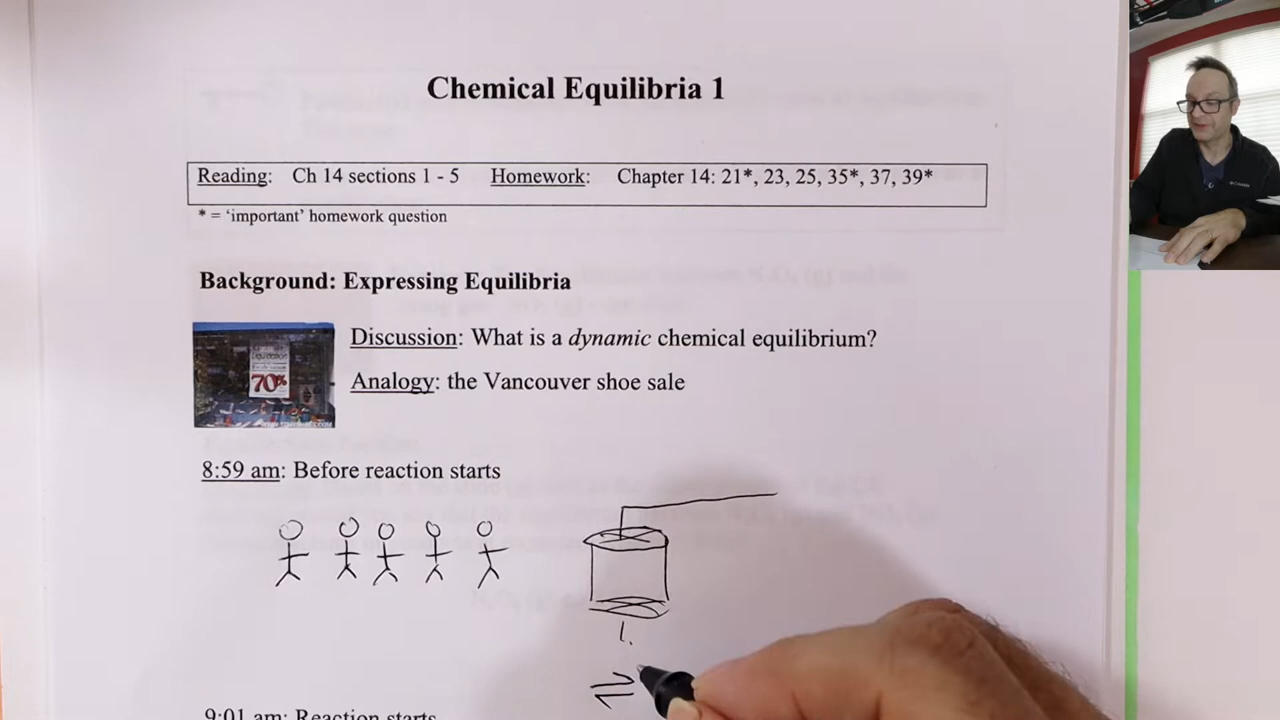 Chemical Equilibria 1
Reading: Ch 14 sections 1 - 5 Homework: Chapter 14: 21*, 23, 25, 35*, 37, 39*
* = ‘important’ homework question
Background: Expressing Equilibria
Discussion: What is a dynamic chemical equilibrium?
70%
Analogy: the Vancouver shoe sale
8:59 am: Before reaction starts
1.
⇌
9:01 am: Reaction starts